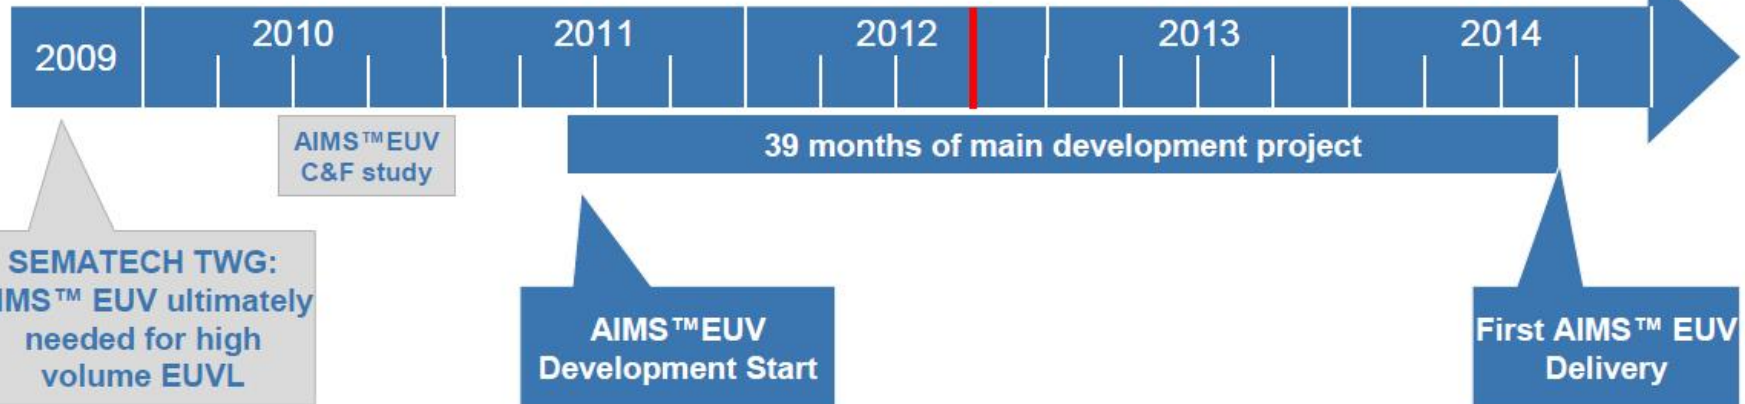 2009
2010
2011
2012
2013
2014
AIMS™EUV
C&F study
39 months of main development project
SEMATECH TWG:
IMS™ EUV ultimately
needed for high
volume EUVL
AIMS™EUV
Development Start
First AIMS™ EUV
Delivery